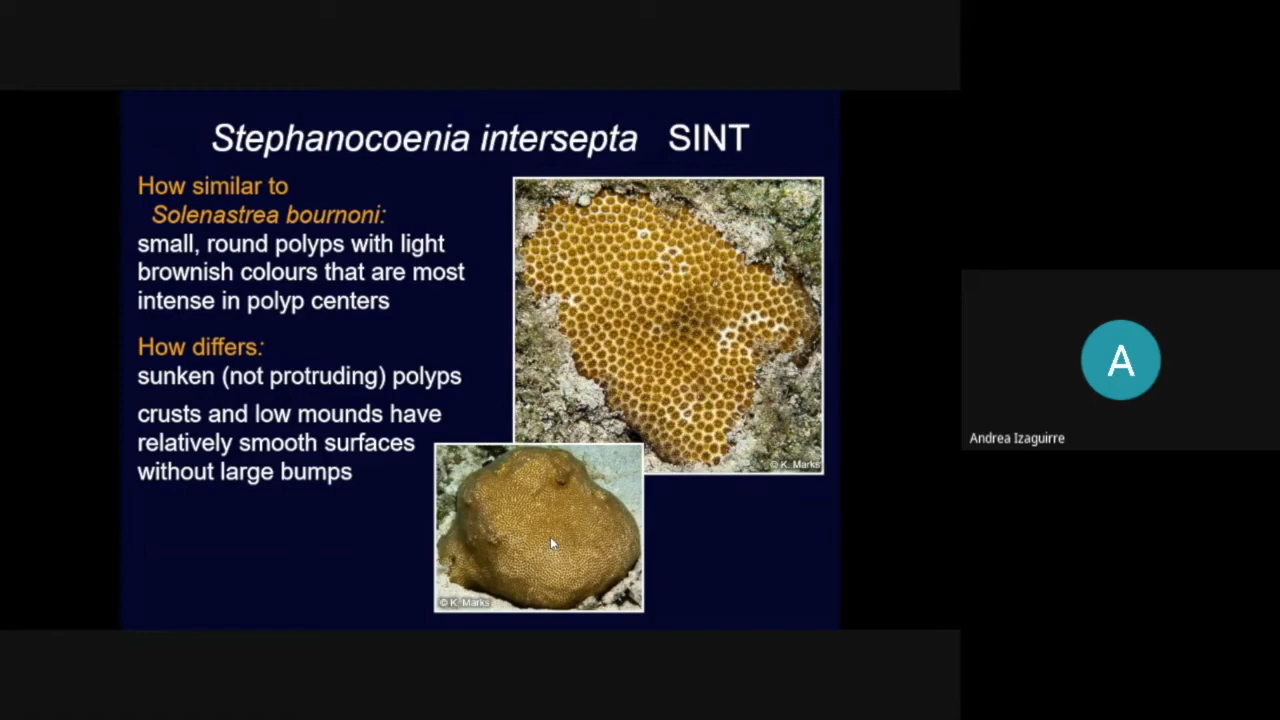 Stephanocoenia intersepta SINT
How similar to
Solenastrea bournoni:
small, round polyps with light
brownish colours that are most
intense in polyp centers
How differs:
sunken (not protruding) polyps
crusts and low mounds have
relatively smooth surfaces
without large bumps
© K. Marks
© K. Marks
A
Andrea Izaguirre